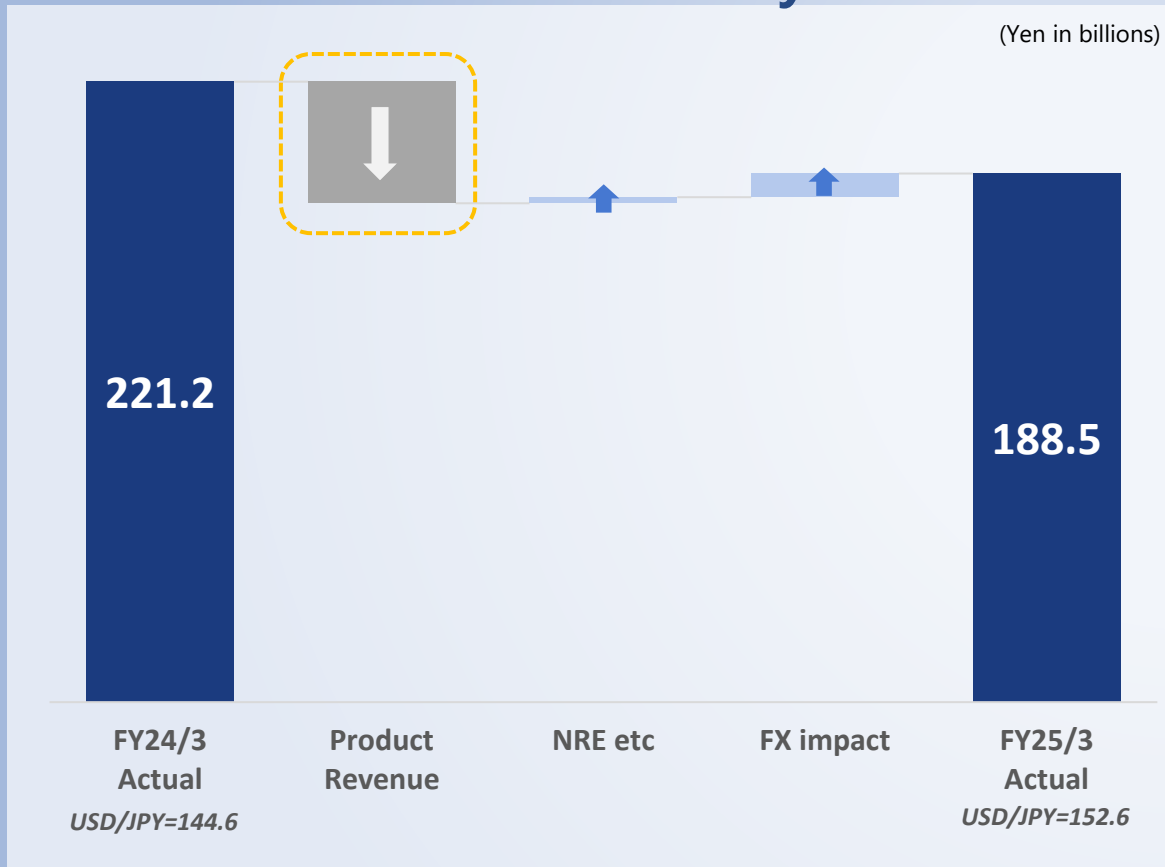 (Yen in billions)
221.2
188.5
FY24/3
Actual
USD/JPY=144.6
Product
Revenue
NRE etc
FX impact
FY25/3
Actual
USD/JPY=152.6